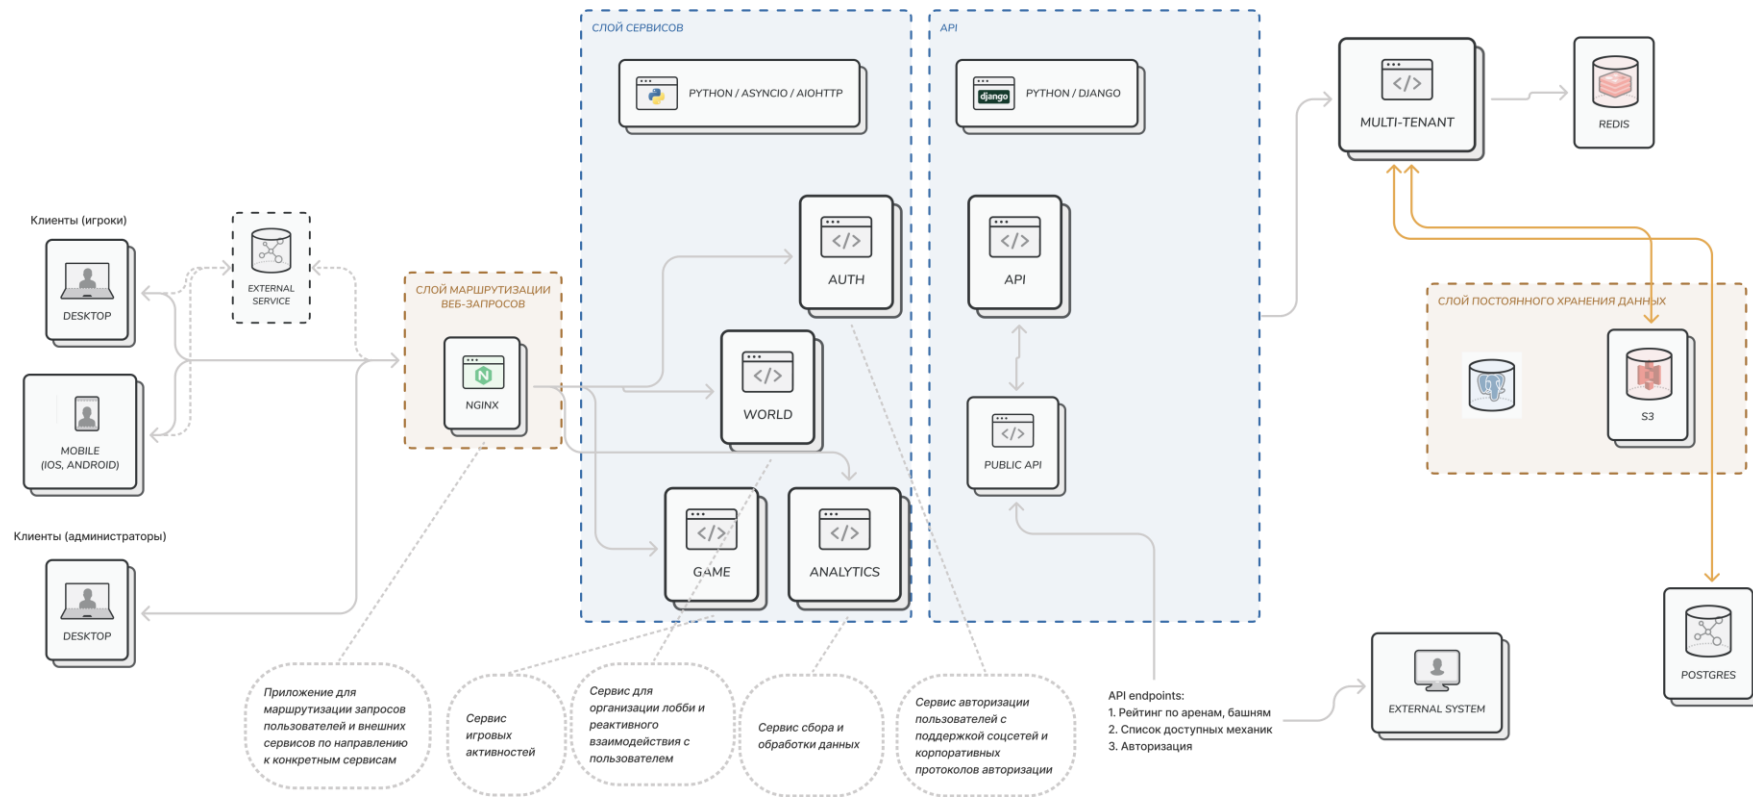 СЛОЙ СЕРВИСОВ
PYTHON / ASYNCIO / AIOHTTP
API
django
PYTHON / DJANGO
MULTI-TENANT
REDIS
Клиенты (игроки)
DESKTOP
EXTERNAL
SERVICE
MOBILE
(IOS, ANDROID)
Клиенты (администраторы)
DESKTOP
СЛОЙ МАРШРУТИЗАЦИИ
ВЕБ-ЗАПРОСОВ
NGINX
AUTH
WORLD
GAME
ANALYTICS
API
PUBLIC API
СЛОЙ ПОСТОЯННОГО ХРАНЕНИЯ ДАННЫХ
S3
POSTGRES
EXTERNAL SYSTEM
Приложение для
маршрутизации запросов
пользователей и внешних
сервисов по направлению
к конкретным сервисам
Сервис
игровых
активностей
Сервис для
организации лобби и
реактивного
взаимодействия с
пользователем
Сервис сбора и
обработки данных
Сервис авторизации
пользователей с
поддержкой соцсетей и
корпоративных
протоколов авторизации
API endpoints:
1. Рейтинг по аренам, башням
2. Список доступных механик
3. Авторизация